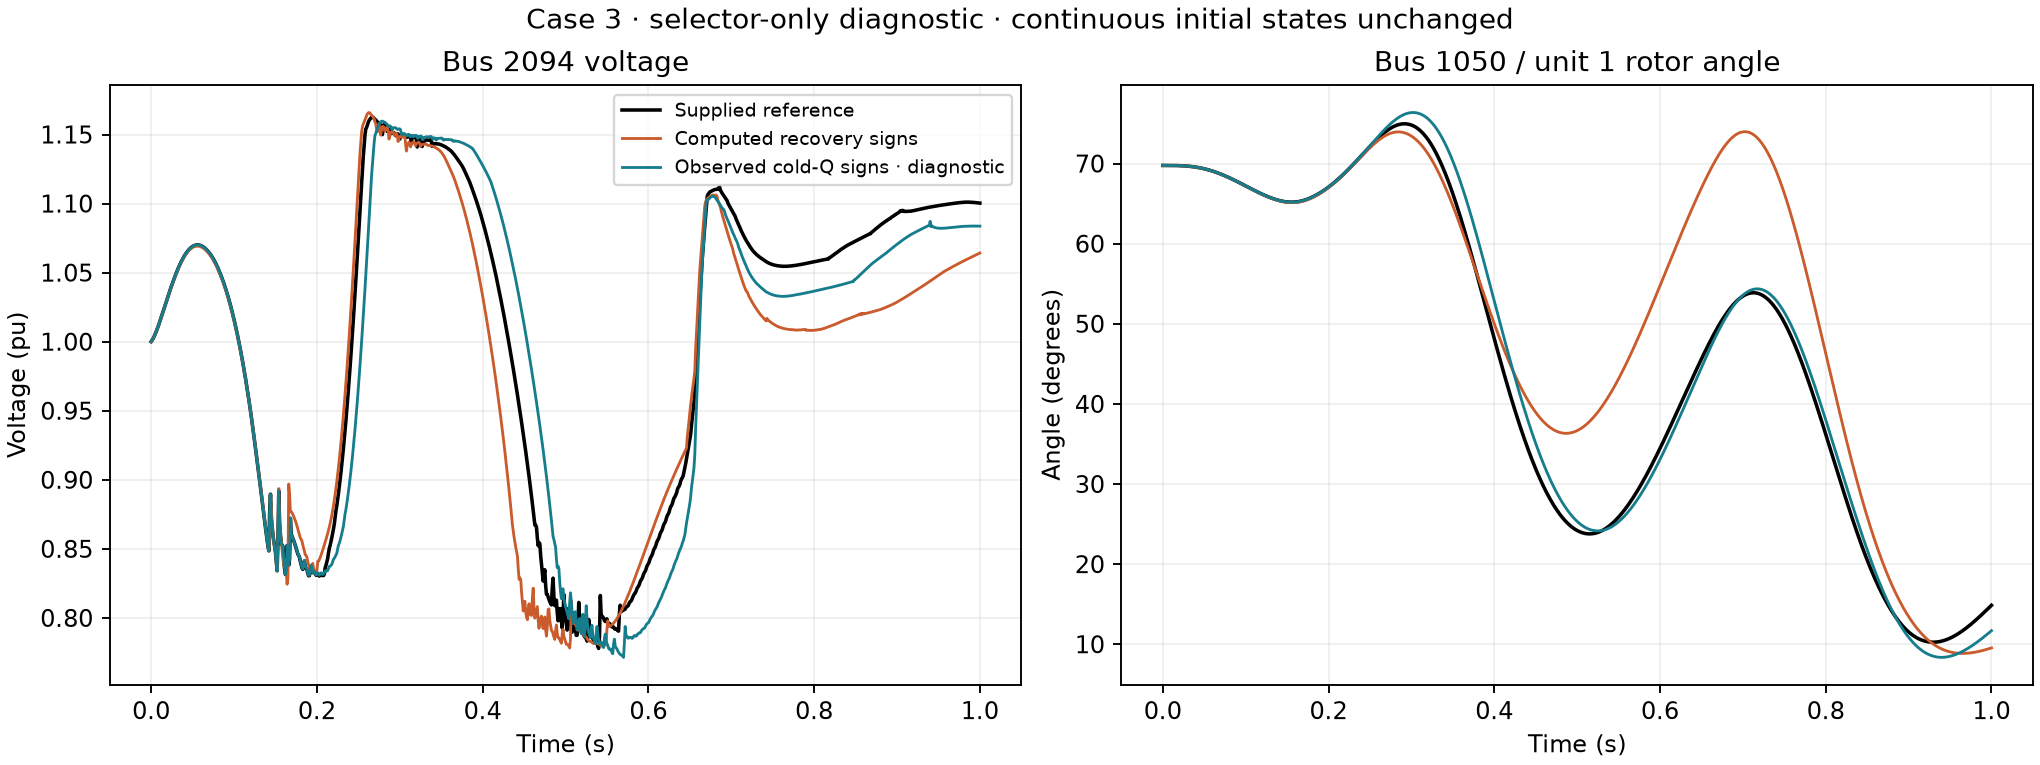 Case 3 · selector-only diagnostic · continuous initial states unchanged
Bus 2094 voltage
Voltage (pu)
1.15
1.10
1.05
1.00
0.95
0.90
0.85
0.80
Supplied reference
Computed recovery signs
Observed cold-Q signs · diagnostic
0.0 0.2 0.4 0.6 0.8 1.0
Time (s)
Bus 1050 / unit 1 rotor angle
Angle (degrees)
70
60
50
40
30
20
10
0.0 0.2 0.4 0.6 0.8 1.0
Time (s)